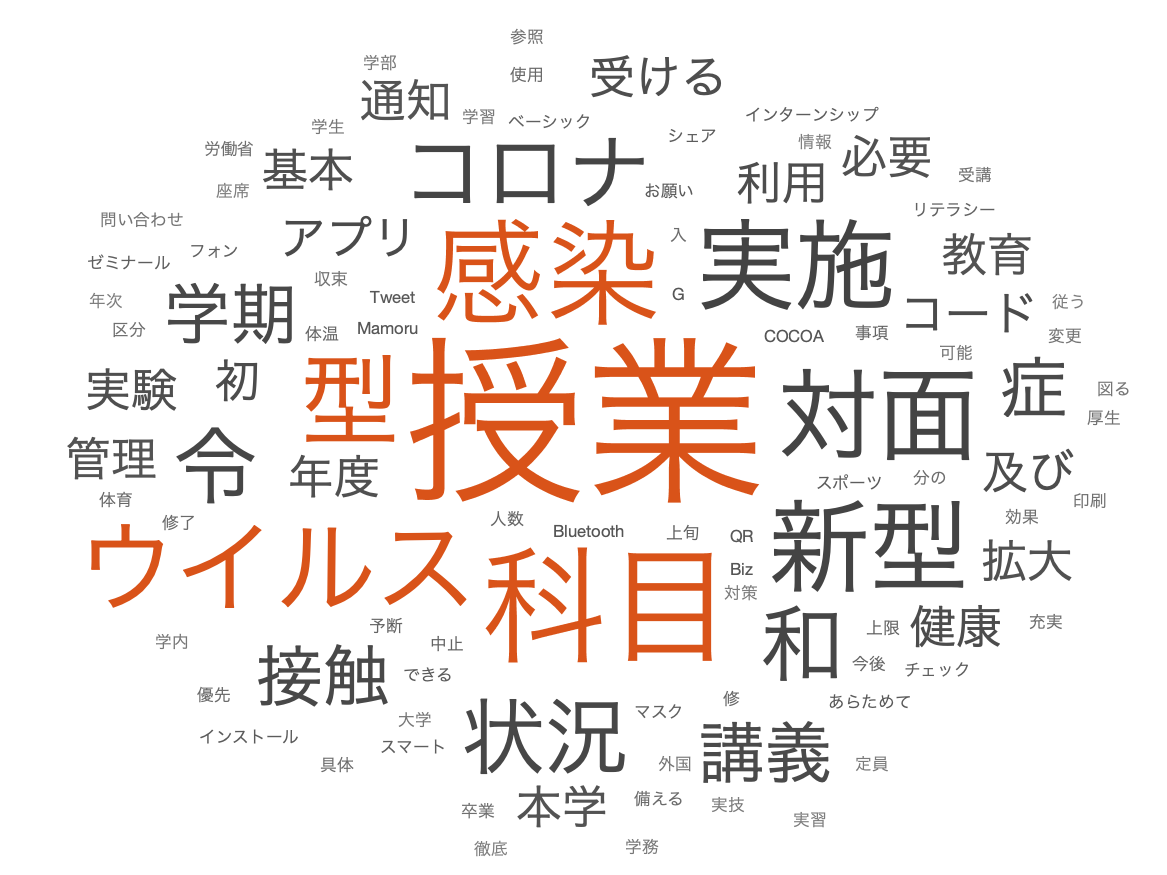 参照
学部
使用
受ける
通知
学習
ベーシック
インターンシップ
学生
シェア
情報
必要
労働省
基本
コロナ
利用
受講
座席
お願い
リテラシー
問い合わせ
フォン
アプリ
感染
入
実施
教育
ゼミナール
収束
Tweet
G
コード
従う
年次
学期
区分
体温
Mamoru
COCOA
事項
変更
可能
実験
初
型
授業
対面
症
図る
厚生
管理
令
年度
スポーツ
分の
及び
体育
印刷
修了
人数
Bluetooth
上旬
QR
新型
効果
ウイルス
科目
Biz
対策
拡大
学内
予断
中止
和
上限
健康
充実
接触
できる
今後
チェック
優先
修
あらためて
インストール
大学
スマート
状況
マスク
講義
具体
外国
定員
卒業
本学
備える
実技
実習
徹底
学務